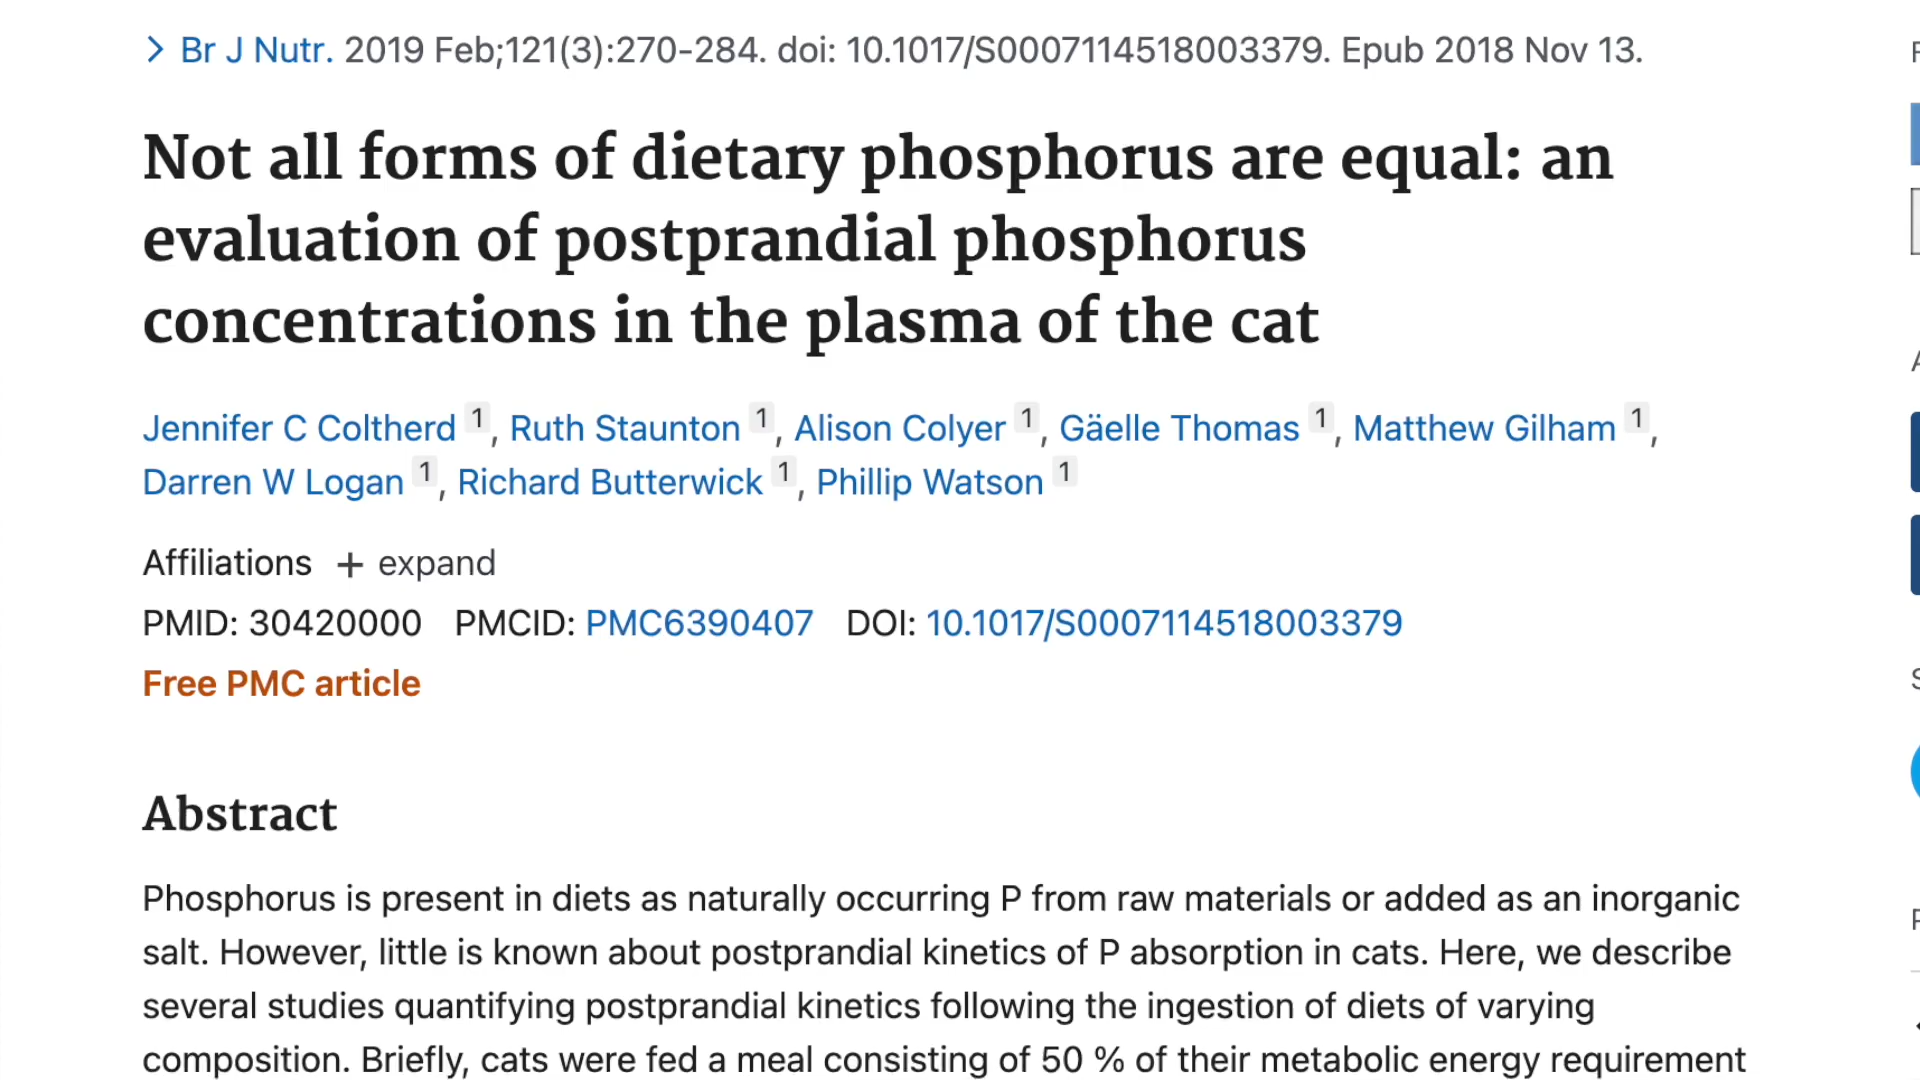 > Br J Nutr. 2019 Feb;121(3):270-284. doi: 10.1017/S0007114518003379. Epub 2018 Nov 13.
Not all forms of dietary phosphorus are equal: an
evaluation of postprandial phosphorus
concentrations in the plasma of the cat
Jennifer C Coltherd 1, Ruth Staunton 1, Alison Colyer 1, Gäelle Thomas 1, Matthew Gilham 1,
Darren W Logan 1, Richard Butterwick 1, Phillip Watson 1
Affiliations + expand
PMID: 30420000 PMCID: PMC6390407 DOI: 10.1017/S0007114518003379
Free PMC article
Abstract
Phosphorus is present in diets as naturally occurring P from raw materials or added as an inorganic
salt. However, little is known about postprandial kinetics of P absorption in cats. Here, we describe
several studies quantifying postprandial kinetics following the ingestion of diets of varying
composition. Briefly, cats were fed a meal consisting of 50 % of their metabolic energy requirement